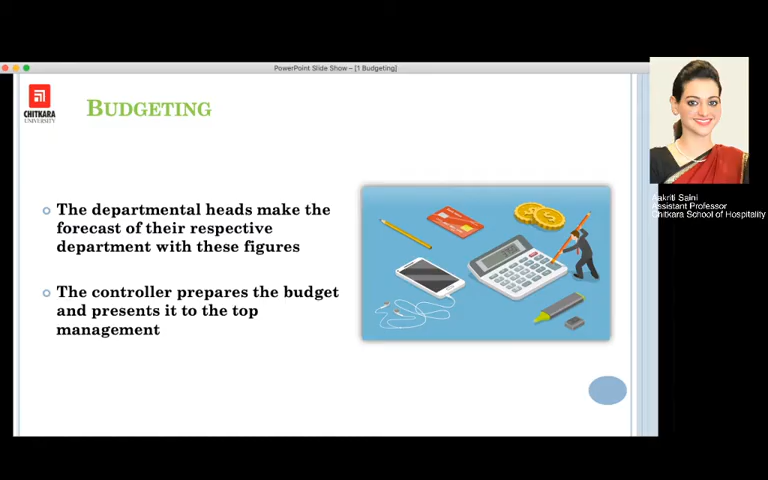 PowerPoint Slide Show – [1 Budgeting]
CHITKARA
UNIVERSITY
BUDGETING
The departmental heads make the
forecast of their respective
department with these figures
The controller prepares the budget
and presents it to the top
management
Aakriti Saini
Assistant Professor
Chitkara School of Hospitality